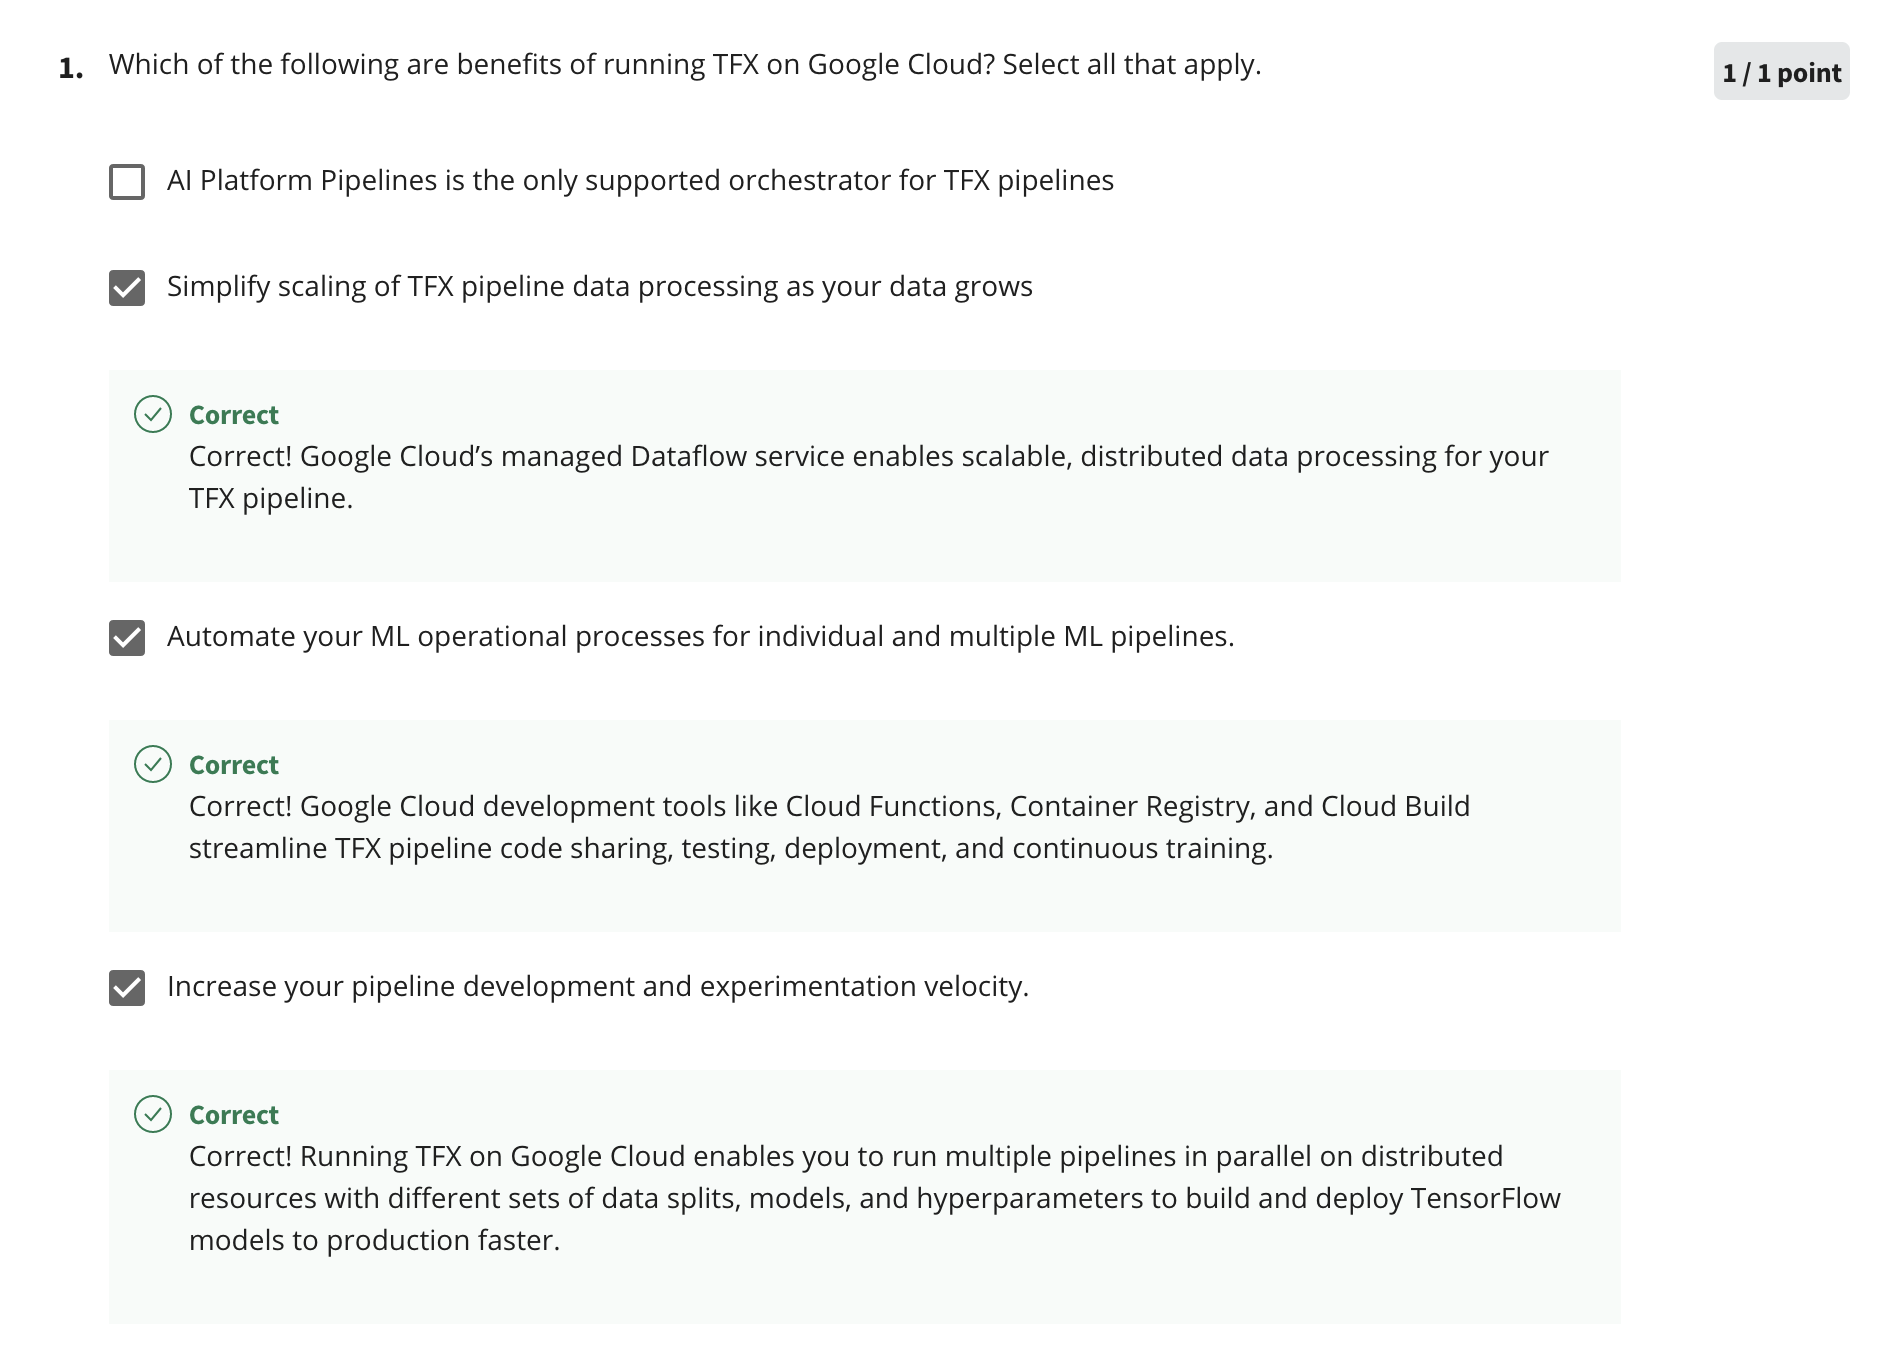 1. Which of the following are benefits of running TFX on Google Cloud? Select all that apply.
1 / 1 point
AI Platform Pipelines is the only supported orchestrator for TFX pipelines
Simplify scaling of TFX pipeline data processing as your data grows
Correct
Correct! Google Cloud’s managed Dataflow service enables scalable, distributed data processing for your
TFX pipeline.
Automate your ML operational processes for individual and multiple ML pipelines.
Correct
Correct! Google Cloud development tools like Cloud Functions, Container Registry, and Cloud Build
streamline TFX pipeline code sharing, testing, deployment, and continuous training.
Increase your pipeline development and experimentation velocity.
Correct
Correct! Running TFX on Google Cloud enables you to run multiple pipelines in parallel on distributed
resources with different sets of data splits, models, and hyperparameters to build and deploy TensorFlow
models to production faster.